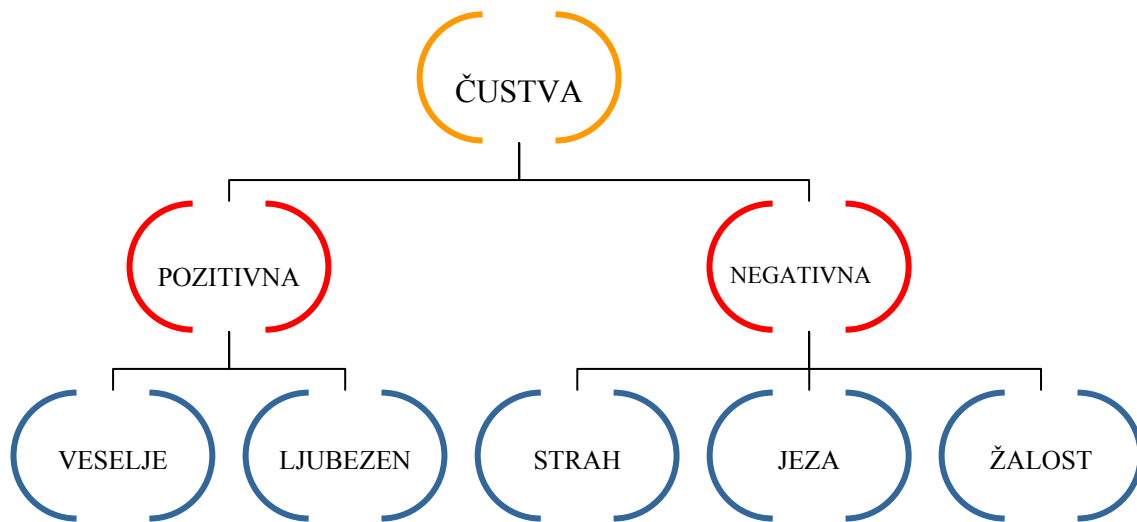 ČUSTVA
POZITIVNA
NEGATIVNA
VESELJE
LJUBEZEN
STRAH
JEZA
ŽALOST